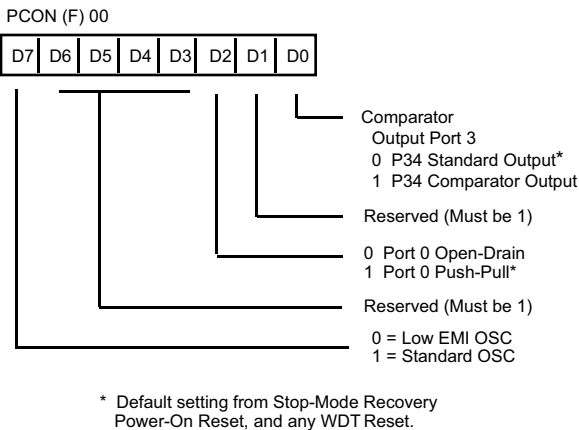 PCON (F) 00
D7 D6 D5 D4 D3 D2 D1 D0
Comparator
Output Port 3
0 P34 Standard Output*
1 P34 Comparator Output
Reserved (Must be 1)
0 Port 0 Open-Drain
1 Port 0 Push-Pull*
Reserved (Must be 1)
0 = Low EMI OSC
1 = Standard OSC
* Default setting from Stop-Mode Recovery
Power-On Reset, and any WDT Reset.